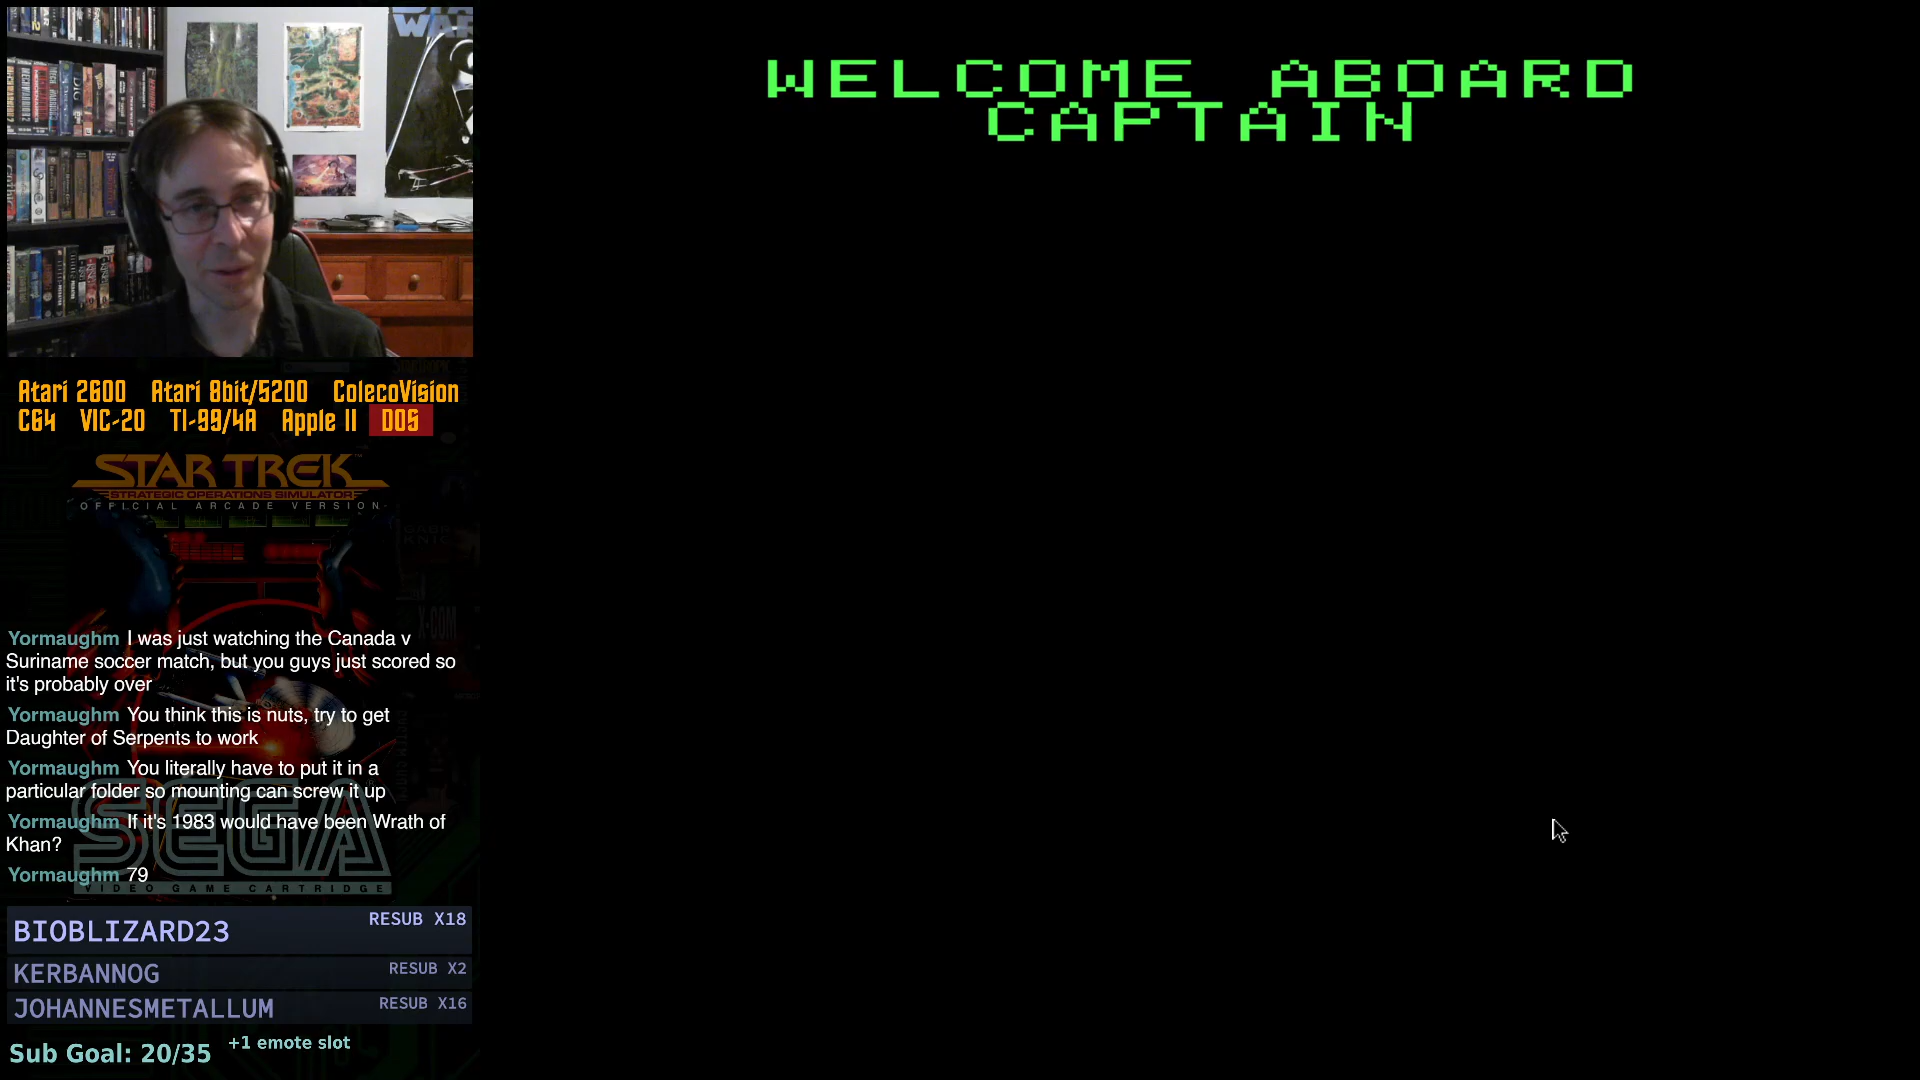 WELCOME ABOARD
CAPTAIN
WAR
Atari 2600 Atari 8bit/5200 ColecoVision
C64 VIC-20 TI-99/4A Apple II DOS
STAR TREK
STRATEGIC OPERATIONS SIMULATOR
OFFICIAL ARCADE VERSION
X-COM
Yormaughm I was just watching the Canada v
Suriname soccer match, but you guys just scored so
it's probably over
Yormaughm You think this is nuts, try to get
Daughter of Serpents to work
Yormaughm You literally have to put it in a
particular folder so mounting can screw it up
Yormaughm If it's 1983 would have been Wrath of
Khan?
Yormaughm 79
SEGA
VIDEO GAME CARTRIDGE
BIOBLIZARD23 RESUB X18
KERBANNOG RESUB X2
JOHANNESMETALLUM RESUB X16
Sub Goal: 20/35 +1 emote slot